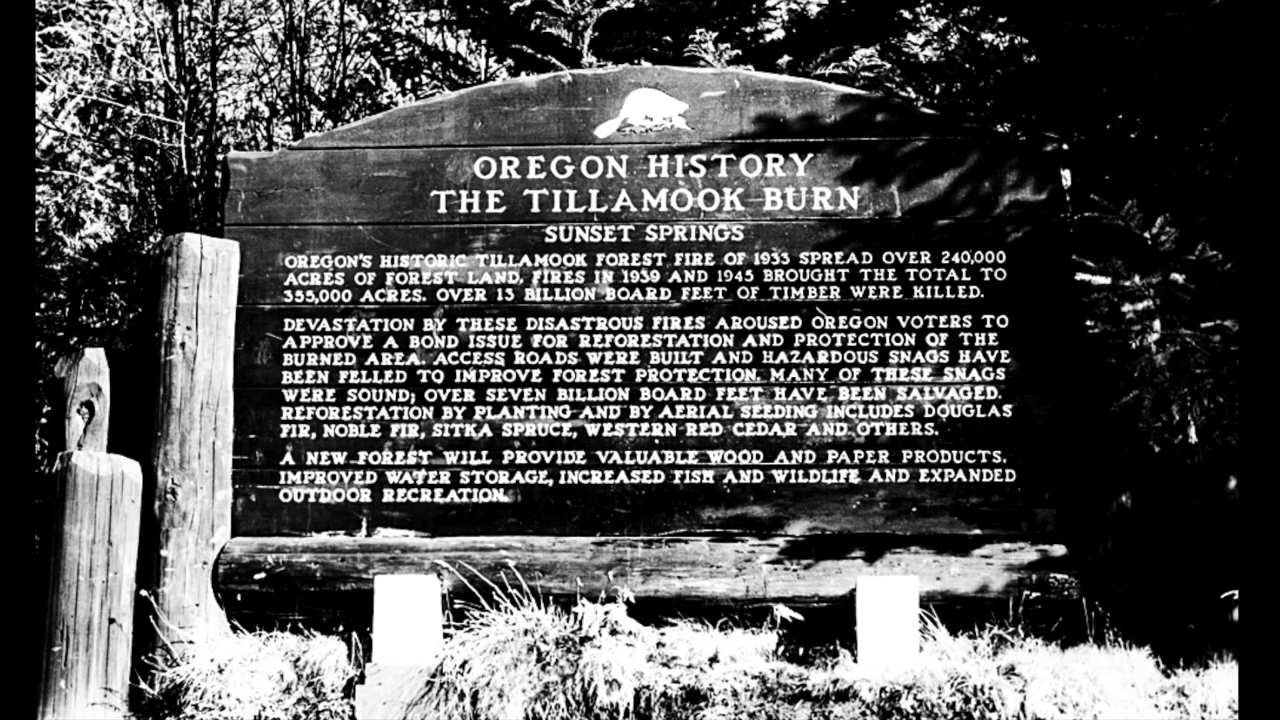 OREGON HISTORY
THE TILLAMOOK BURN
SUNSET SPRINGS
OREGON'S HISTORIC TILLAMOOK FOREST FIRE OF 1933 SPREAD OVER 240,000
ACRES OF FOREST LAND. FIRES IN 1939 AND 1945 BROUGHT THE TOTAL TO
355,000 ACRES. OVER 13 BILLION BOARD FEET OF TIMBER WERE KILLED.
DEVASTATION BY THESE DISASTROUS FIRES AROUSED OREGON VOTERS TO
APPROVE A BOND ISSUE FOR REFORESTATION AND PROTECTION OF THE
BURNED AREA. ACCESS ROADS WERE BUILT AND HAZARDOUS SNAGS HAVE
BEEN FELLED TO IMPROVE FOREST PROTECTION. MANY OF THESE SNAGS
WERE SOUND; OVER SEVEN BILLION BOARD FEET HAVE BEEN SALVAGED.
REFORESTATION BY PLANTING AND BY AERIAL SEEDING INCLUDES DOUGLAS
FIR, NOBLE FIR, SITKA SPRUCE, WESTERN RED CEDAR AND OTHERS.
A NEW FOREST WILL PROVIDE VALUABLE WOOD AND PAPER PRODUCTS,
IMPROVED WATER STORAGE, INCREASED FISH AND WILDLIFE AND EXPANDED
OUTDOOR RECREATION.